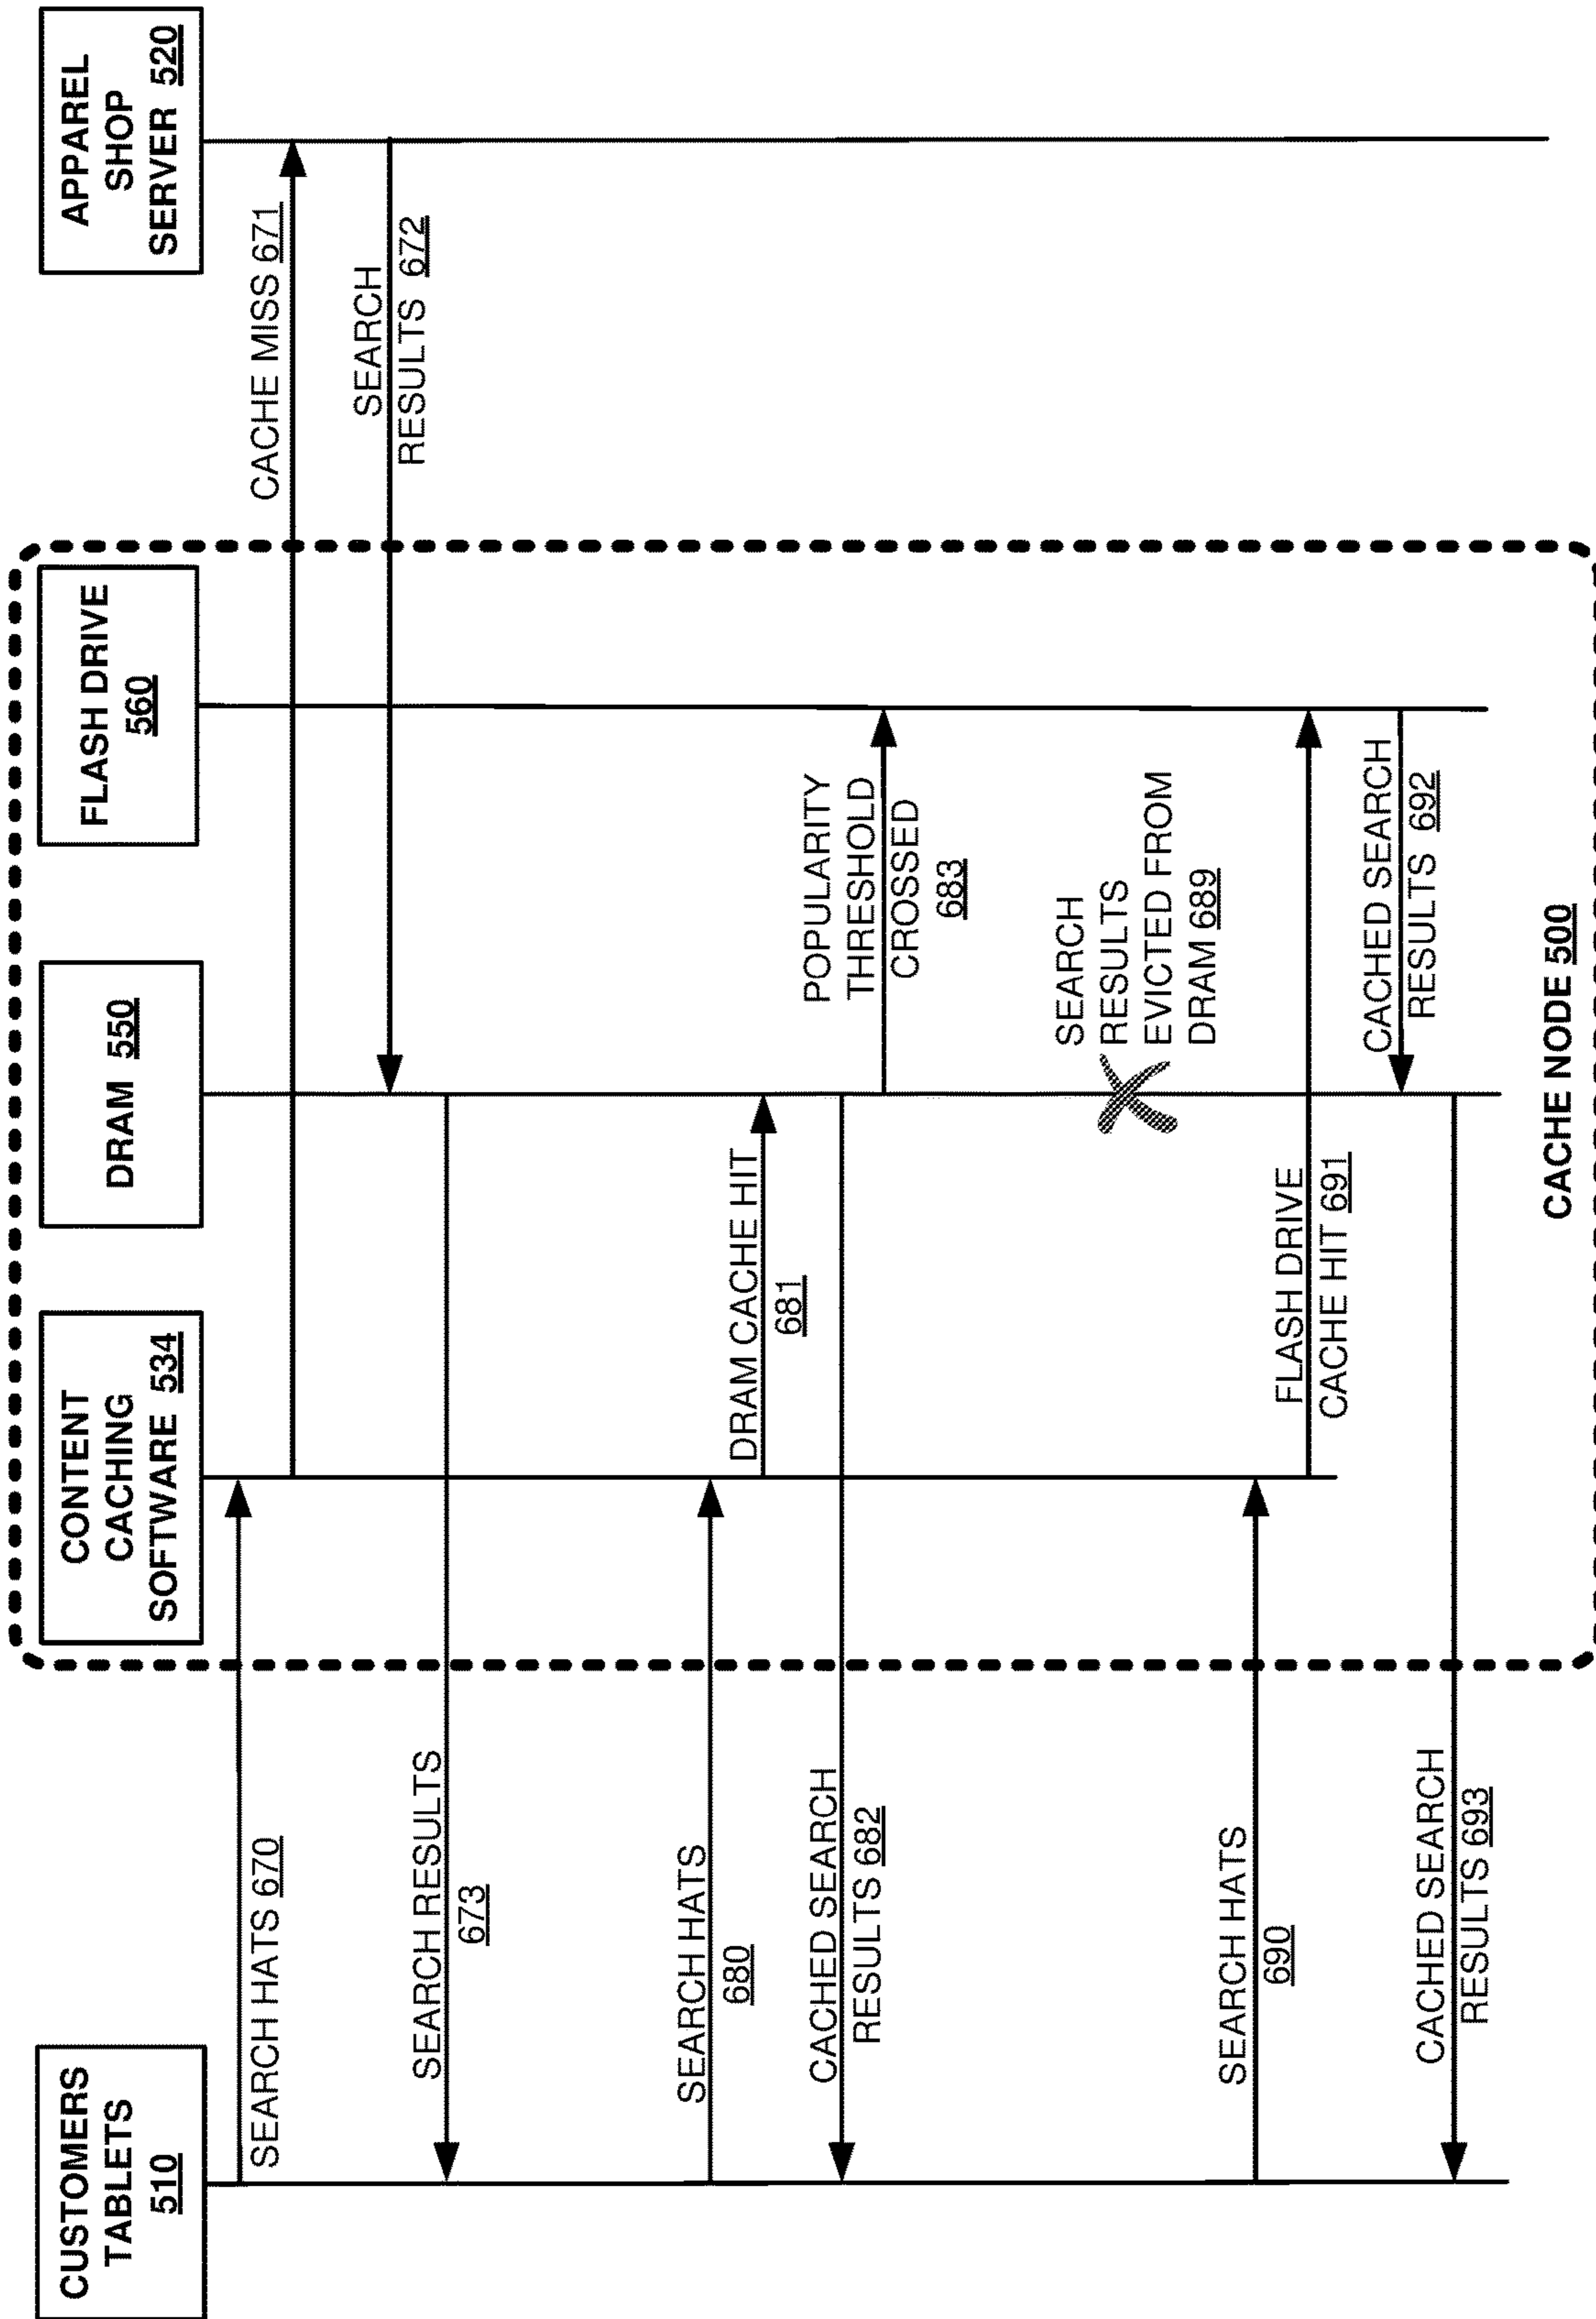 CUSTOMERS
TABLETS
510
CONTENT
CACHING
SOFTWARE 534
DRAM 550
FLASH DRIVE
560
APPAREL
SHOP
SERVER 520
SEARCH HATS 670
CACHE MISS 671
SEARCH
RESULTS 672
SEARCH RESULTS
673
SEARCH HATS
680
DRAM CACHE HIT
681
CACHED SEARCH
RESULTS 682
POPULARITY
THRESHOLD
CROSSED
683
SEARCH
RESULTS
EVICTED FROM
DRAM 689
SEARCH HATS
690
FLASH DRIVE
CACHE HIT 691
CACHED SEARCH
RESULTS 692
CACHED SEARCH
RESULTS 693
CACHE NODE 500